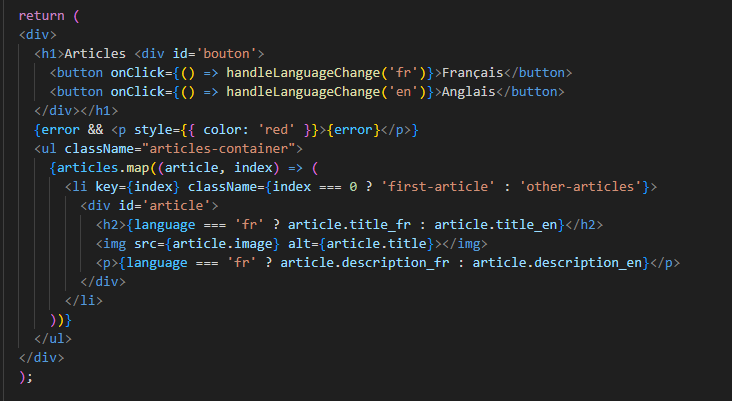 return (
<div>
  <h1>Articles <div id='bouton'>
    <button onClick={() => handleLanguageChange('fr')}>Français</button>
    <button onClick={() => handleLanguageChange('en')}>Anglais</button>
  </div></h1>
  {error && <p style={{ color: 'red' }}>{error}</p>}
  <ul className="articles-container">
    {articles.map((article, index) => (
      <li key={index} className={index === 0 ? 'first-article' : 'other-articles'}>
        <div id='article'>
          <h2>{language === 'fr' ? article.title_fr : article.title_en}</h2>
          <img src={article.image} alt={article.title}></img>
          <p>{language === 'fr' ? article.description_fr : article.description_en}</p>
        </div>
      </li>
    ))}
  </ul>
</div>
);